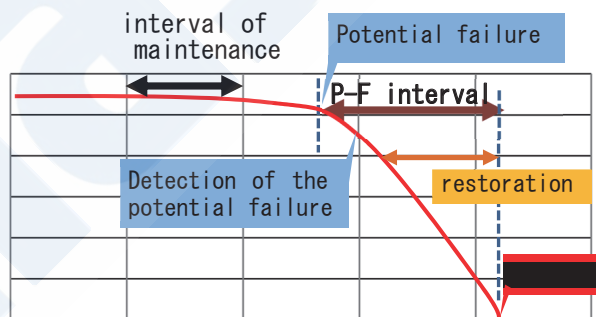 interval of
maintenance
Potential failure
P-F interval
Detection of the
potential failure
restoration